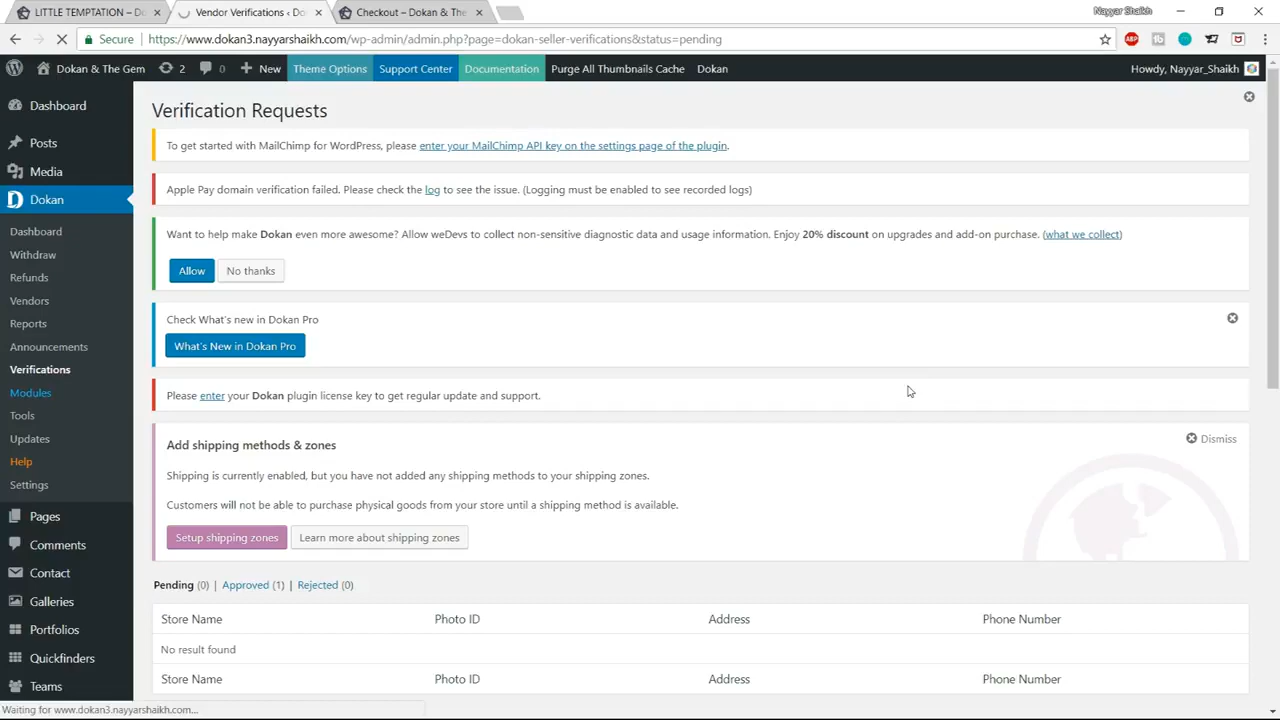 LITTLE TEMPTATION – Do
Vendor Verifications ‹ Do
Checkout – Dokan & The
Nayyar Shaikh
Secure
https://www.dokan3.nayyarshaikh.com/wp-admin/admin.php?page=dokan-seller-verifications&status=pending
ABP
Dokan & The Gem
2
0
New
Theme Options
Support Center
Documentation
Purge All Thumbnails Cache
Dokan
Howdy, Nayyar_Shaikh
Dashboard
Posts
Media
Dokan
Dashboard
Withdraw
Refunds
Vendors
Reports
Announcements
Verifications
Modules
Tools
Updates
Help
Settings
Pages
Comments
Contact
Galleries
Portfolios
Quickfinders
Teams
Verification Requests
To get started with MailChimp for WordPress, please enter your MailChimp API key on the settings page of the plugin.
Apple Pay domain verification failed. Please check the log to see the issue. (Logging must be enabled to see recorded logs)
Want to help make Dokan even more awesome? Allow weDevs to collect non-sensitive diagnostic data and usage information. Enjoy 20% discount on upgrades and add-on purchase. (what we collect)
Allow
No thanks
Check What's new in Dokan Pro
What's New in Dokan Pro
Please enter your Dokan plugin license key to get regular update and support.
Add shipping methods & zones
Dismiss
Shipping is currently enabled, but you have not added any shipping methods to your shipping zones.
Customers will not be able to purchase physical goods from your store until a shipping method is available.
Setup shipping zones
Learn more about shipping zones
Pending (0) | Approved (1) | Rejected (0)
Store Name Photo ID Address Phone Number
No result found
Store Name Photo ID Address Phone Number
Waiting for www.dokan3.nayyarshaikh.com...